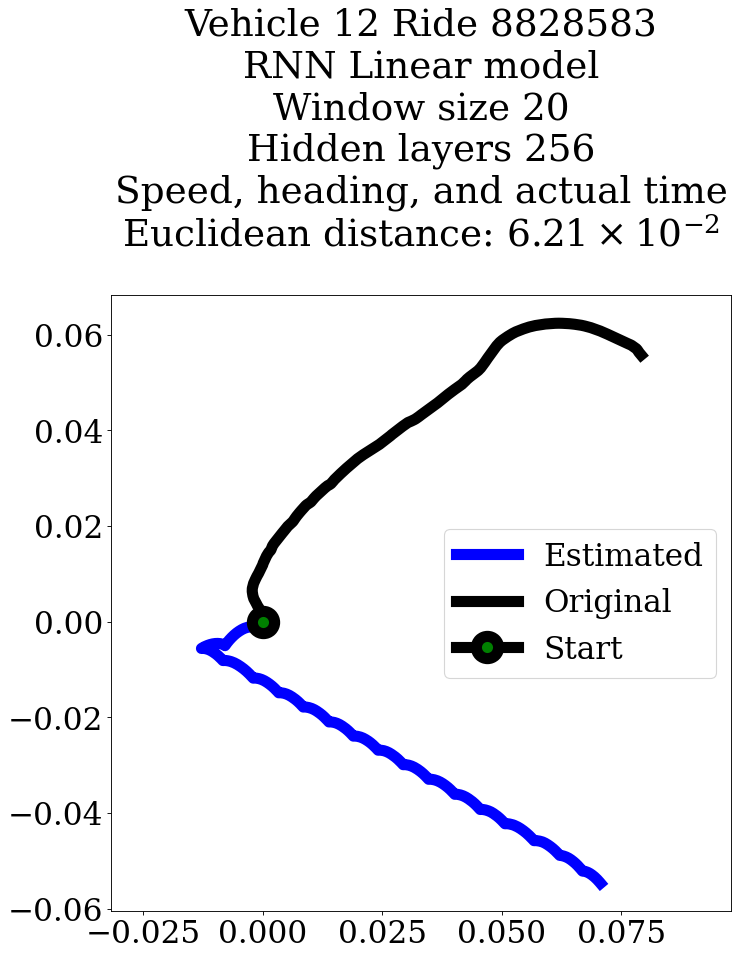 Vehicle 12 Ride 8828583
RNN Linear model
Window size 20
Hidden layers 256
Speed, heading, and actual time
Euclidean distance: 6.21 × 10⁻²
0.06
0.04
0.02
0.00
−0.02
−0.04
−0.06
Estimated
Original
Start
−0.025 0.000 0.025 0.050 0.075